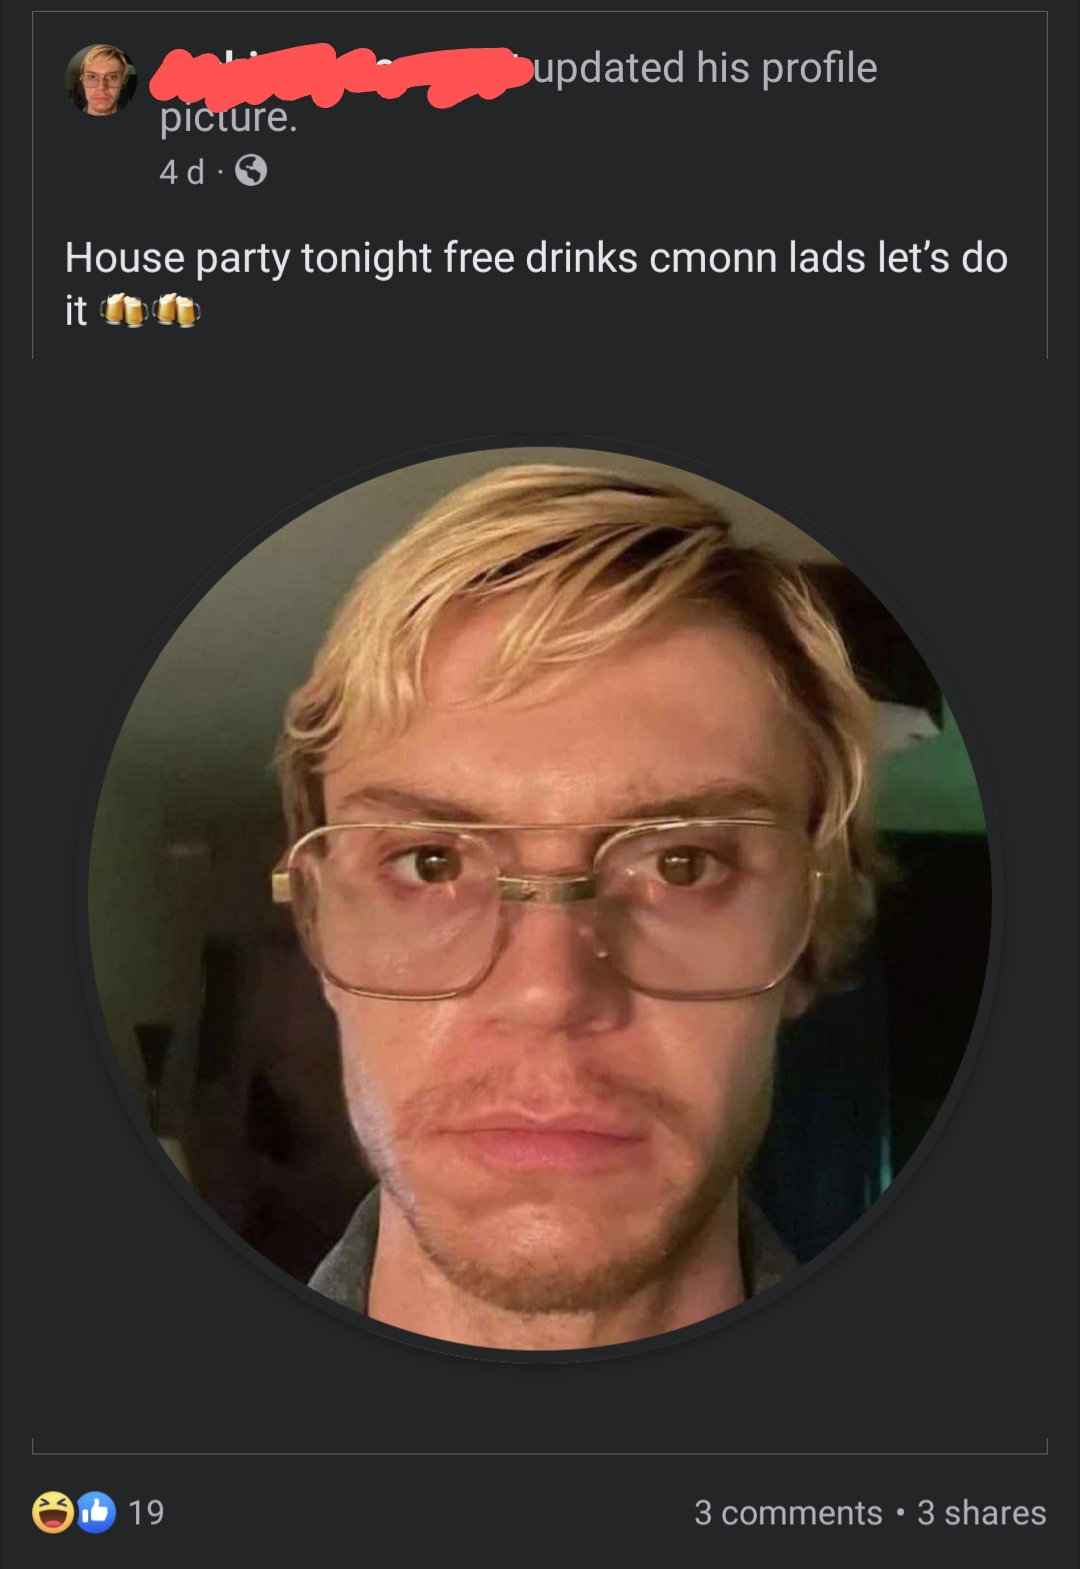 updated his profile
picture.
4 d ·
House party tonight free drinks cmonn lads let's do
it 🍻🍻
19
3 comments • 3 shares